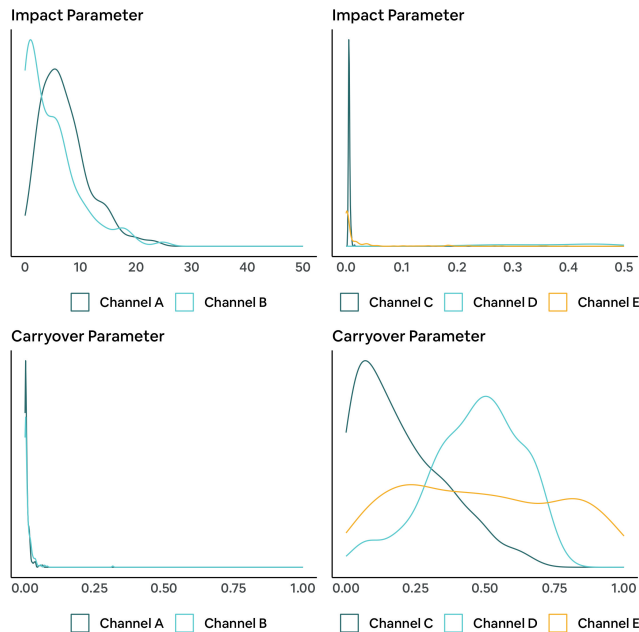 Impact Parameter
0 10 20 30 40 50
Channel A Channel B
Impact Parameter
0.0 0.1 0.2 0.3 0.4 0.5
Channel C Channel D Channel E
Carryover Parameter
0.00 0.25 0.50 0.75 1.00
Channel A Channel B
Carryover Parameter
0.00 0.25 0.50 0.75 1.00
Channel C Channel D Channel E